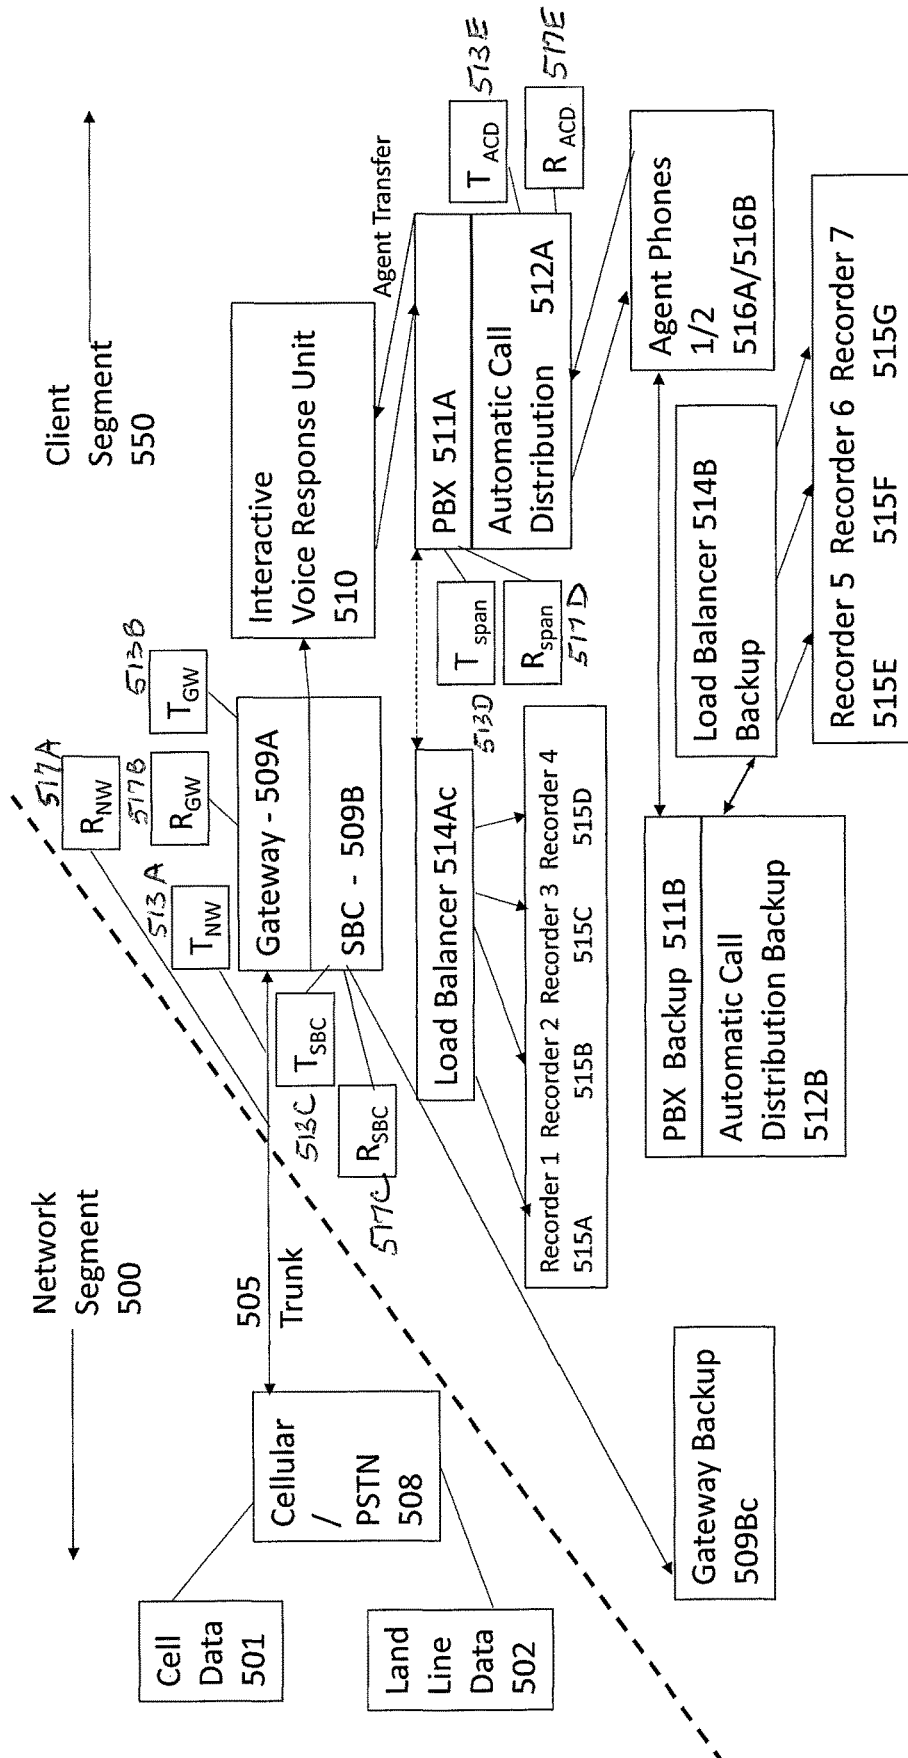 Network
Segment
500
Client
Segment
550
Cell
Data
501
Land
Line
Data
502
Cellular
/
PSTN
508
505
Trunk
517A
R NW
517B
R GW
513B
T GW
513A
T NW
Gateway - 509A
SBC - 509B
513C
T SBC
517C
R SBC
Interactive
Voice Response Unit
510
Agent Transfer
PBX 511A
Automatic Call
Distribution 512A
513E
T ACD
517E
R ACD
T span
513D
R span
517D
Load Balancer 514Ac
Recorder 1 Recorder 2 Recorder 3 Recorder 4
515A 515B 515C 515D
Agent Phones
1/2
516A/516B
Gateway Backup
509Bc
PBX Backup 511B
Automatic Call
Distribution Backup
512B
Load Balancer 514B
Backup
Recorder 5 Recorder 6 Recorder 7
515E 515F 515G